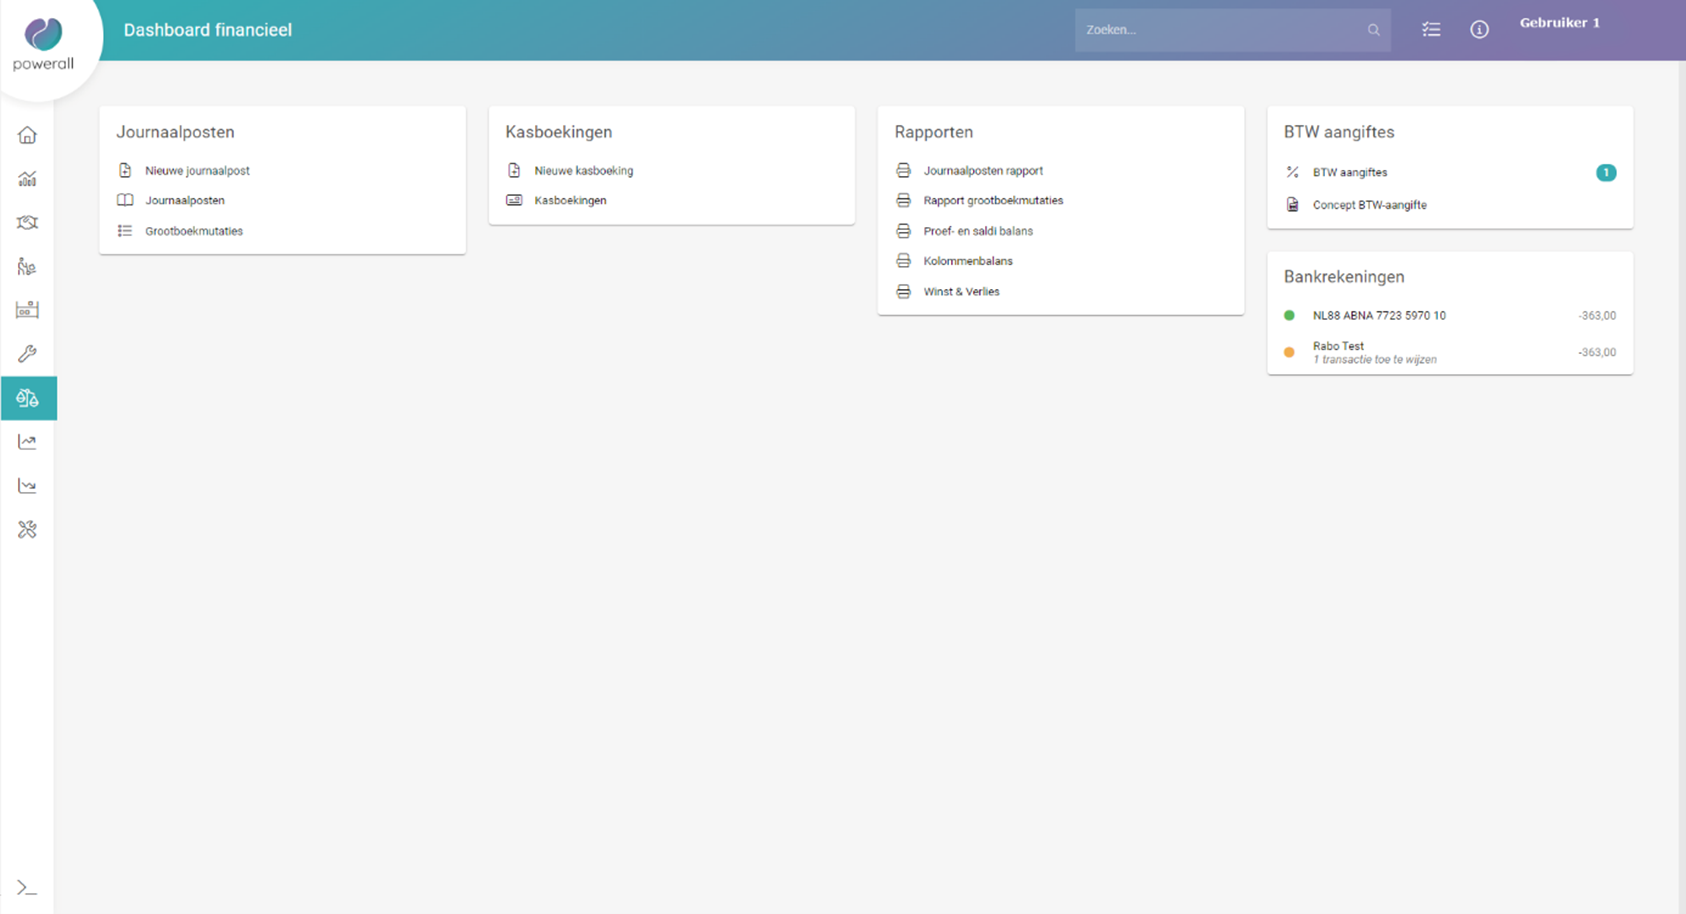 powerall
Dashboard financieel
Zoeken...
Gebruiker 1
Journaalposten
Nieuwe journaalpost
Journaalposten
Grootboekmutaties
Kasboekingen
Nieuwe kasboeking
Kasboekingen
Rapporten
Journaalposten rapport
Rapport grootboekmutaties
Proef- en saldi balans
Kolommenbalans
Winst & Verlies
BTW aangiftes
BTW aangiftes 1
Concept BTW-aangifte
Bankrekeningen
NL88 ABNA 7723 5970 10 -363,00
Rabo Test -363,00
1 transactie toe te wijzen